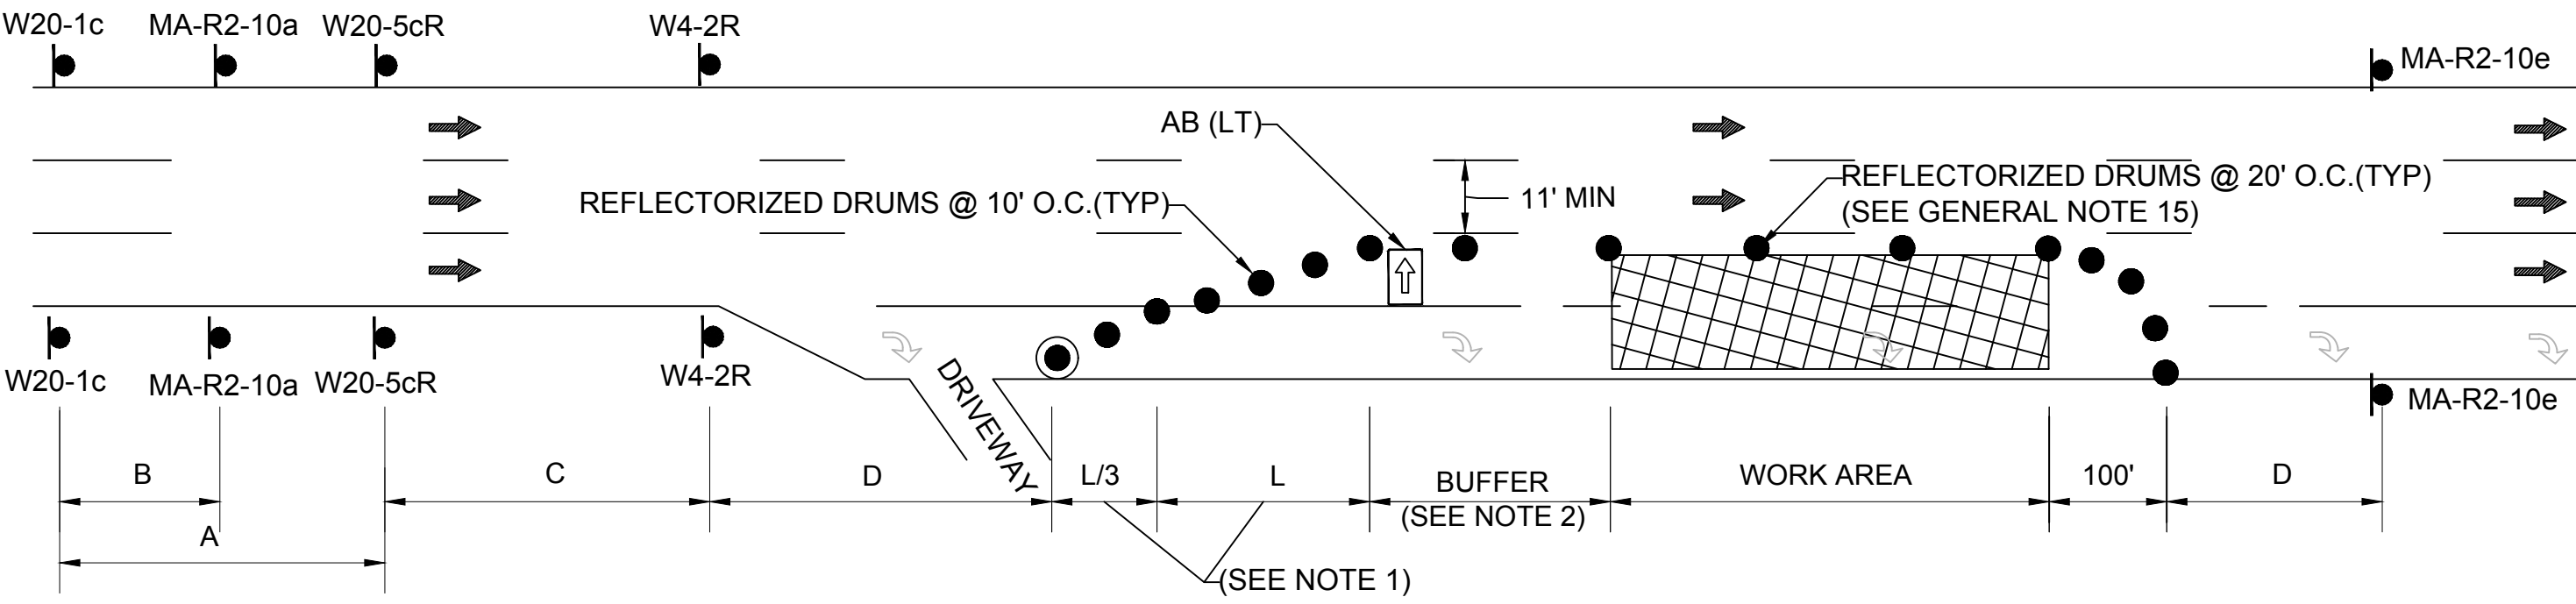 W20-1c
MA-R2-10a
W20-5cR
W4-2R
MA-R2-10e
AB (LT)
REFLECTORIZED DRUMS @ 10' O.C.(TYP)
11' MIN
REFLECTORIZED DRUMS @ 20' O.C.(TYP)
(SEE GENERAL NOTE 15)
W20-1c
MA-R2-10a
W20-5cR
W4-2R
DRIVEWAY
MA-R2-10e
B
C
D
L/3
L
BUFFER
(SEE NOTE 2)
WORK AREA
100'
D
A
(SEE NOTE 1)